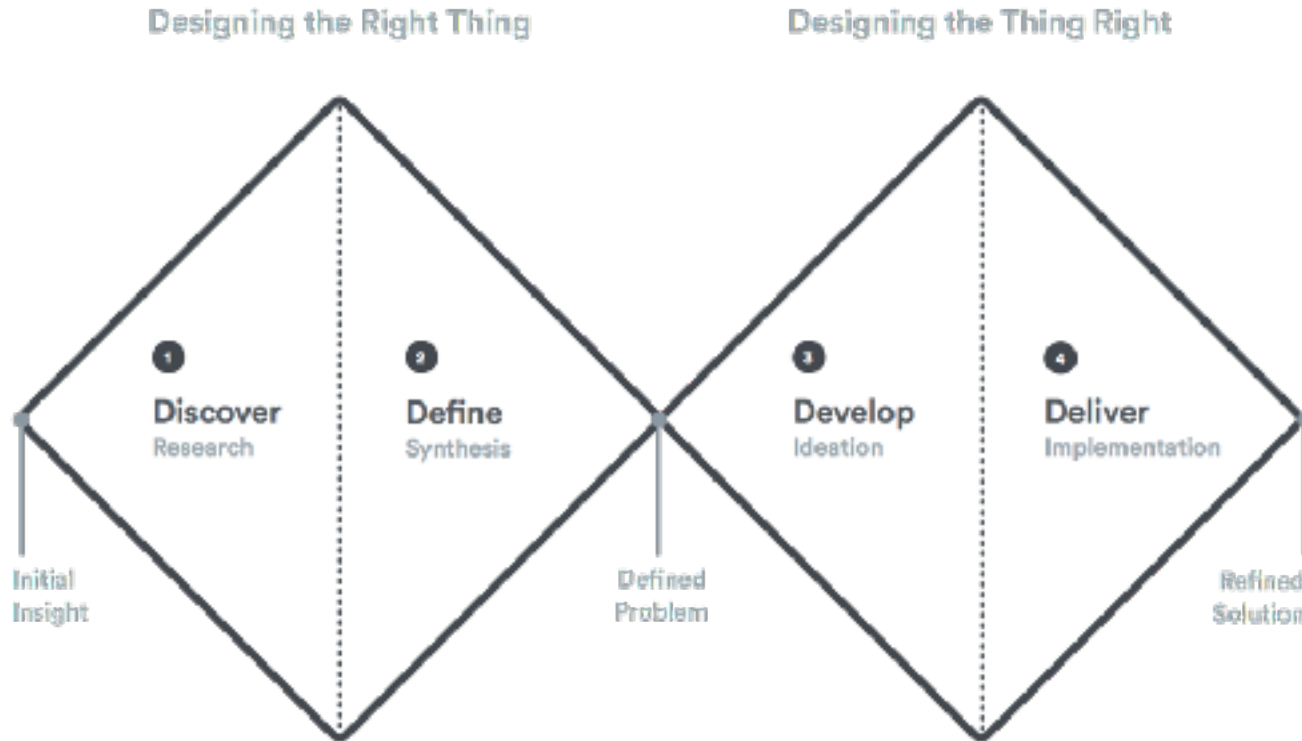 Designing the Right Thing
Designing the Thing Right
1
2
3
4
Discover
Define
Develop
Deliver
Research
Synthesis
Ideation
Implementation
Initial
Insight
Defined
Problem
Refined
Solution